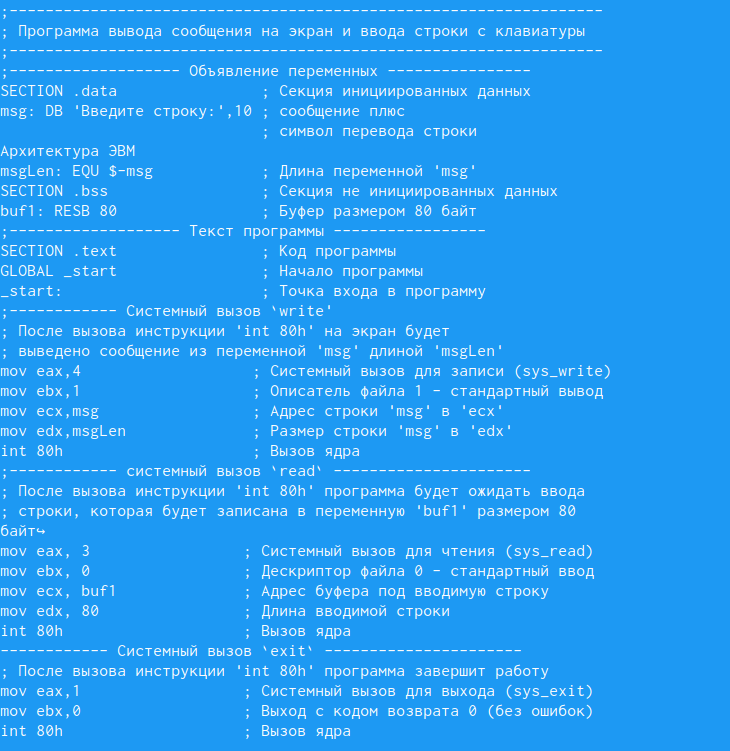 ;------------------------------------------------------------------
; Программа вывода сообщения на экран и ввода строки с клавиатуры
;------------------------------------------------------------------
;------------------- Объявление переменных ----------------
SECTION .data                ; Секция инициированных данных
msg: DB 'Введите строку:',10 ; сообщение плюс
                             ; символ перевода строки
Архитектура ЭВМ
msgLen: EQU $-msg            ; Длина переменной 'msg'
SECTION .bss                 ; Секция не инициированных данных
buf1: RESB 80                ; Буфер размером 80 байт
;------------------- Текст программы -----------------
SECTION .text                ; Код программы
GLOBAL _start                ; Начало программы
_start:                      ; Точка входа в программу
;------------ Системный вызов `write'
; После вызова инструкции 'int 80h' на экран будет
; выведено сообщение из переменной 'msg' длиной 'msgLen'
mov eax,4                   ; Системный вызов для записи (sys_write)
mov ebx,1                   ; Описатель файла 1 - стандартный вывод
mov ecx,msg                 ; Адрес строки 'msg' в 'ecx'
mov edx,msgLen              ; Размер строки 'msg' в 'edx'
int 80h                     ; Вызов ядра
;------------ системный вызов `read` ----------------------
; После вызова инструкции 'int 80h' программа будет ожидать ввода
; строки, которая будет записана в переменную 'buf1' размером 80
байт↪
mov eax, 3                 ; Системный вызов для чтения (sys_read)
mov ebx, 0                 ; Дескриптор файла 0 - стандартный ввод
mov ecx, buf1              ; Адрес буфера под вводимую строку
mov edx, 80                ; Длина вводимой строки
int 80h                    ; Вызов ядра
------------ Системный вызов `exit` ----------------------
; После вызова инструкции 'int 80h' программа завершит работу
mov eax,1                  ; Системный вызов для выхода (sys_exit)
mov ebx,0                  ; Выход с кодом возврата 0 (без ошибок)
int 80h                    ; Вызов ядра